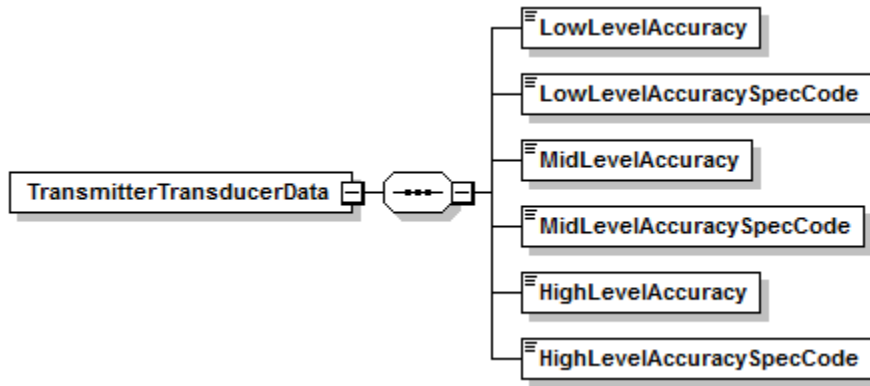 LowLevelAccuracy
LowLevelAccuracySpecCode
MidLevelAccuracy
TransmitterTransducerData
MidLevelAccuracySpecCode
HighLevelAccuracy
HighLevelAccuracySpecCode